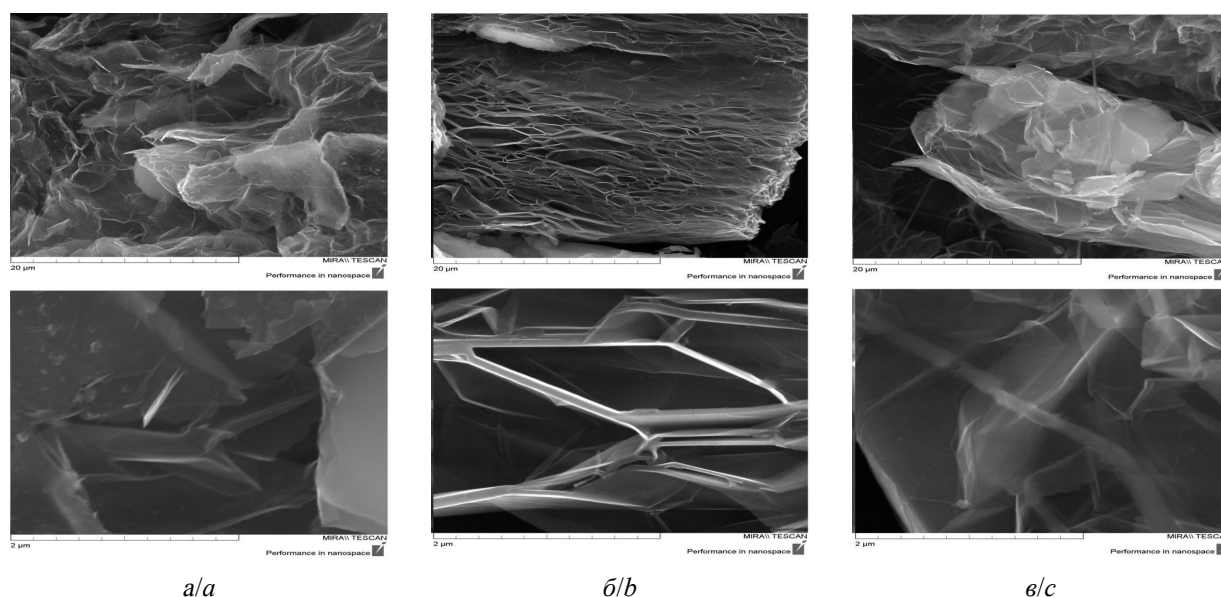 20 µm
MIRA\\ TESCAN
Performance in nanospace
20 µm
MIRA\\ TESCAN
Performance in nanospace
20 µm
MIRA\\ TESCAN
Performance in nanospace
2 µm
MIRA\\ TESCAN
Performance in nanospace
2 µm
MIRA\\ TESCAN
Performance in nanospace
2 µm
MIRA\\ TESCAN
Performance in nanospace
а/a
б/b
в/c